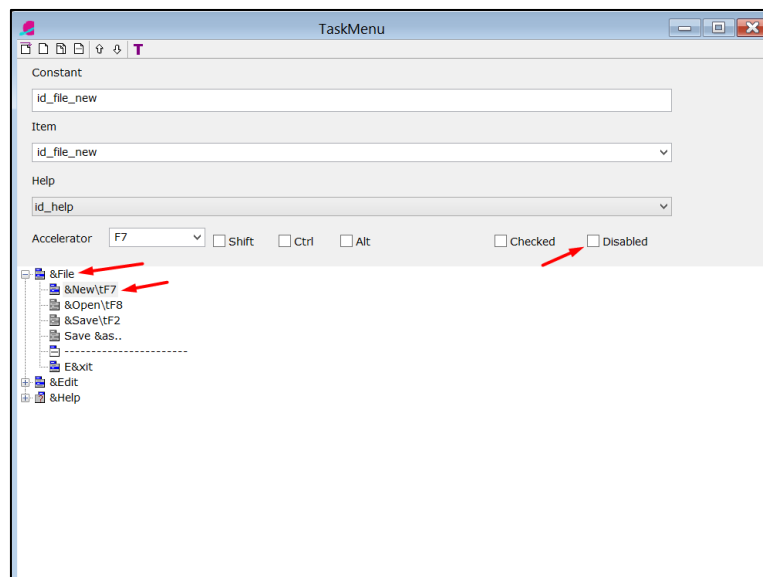 TaskMenu
T
Constant
id_file_new
Item
id_file_new
Help
id_help
Accelerator F7 Shift Ctrl Alt Checked Disabled
&File
&New\tF7
&Open\tF8
&Save\tF2
Save &as..
-----------------------
E&xit
&Edit
&Help